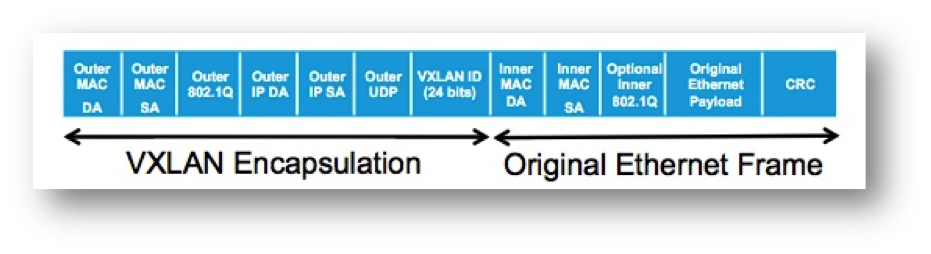 Outer
MAC
DA
Outer
MAC
SA
Outer
802.1Q
Outer
IP DA
Outer
IP SA
Outer
UDP
VXLAN ID
(24 bits)
Inner
MAC
DA
Inner
MAC
SA
Optional
Inner
802.1Q
Original
Ethernet
Payload
CRC
VXLAN Encapsulation
Original Ethernet Frame